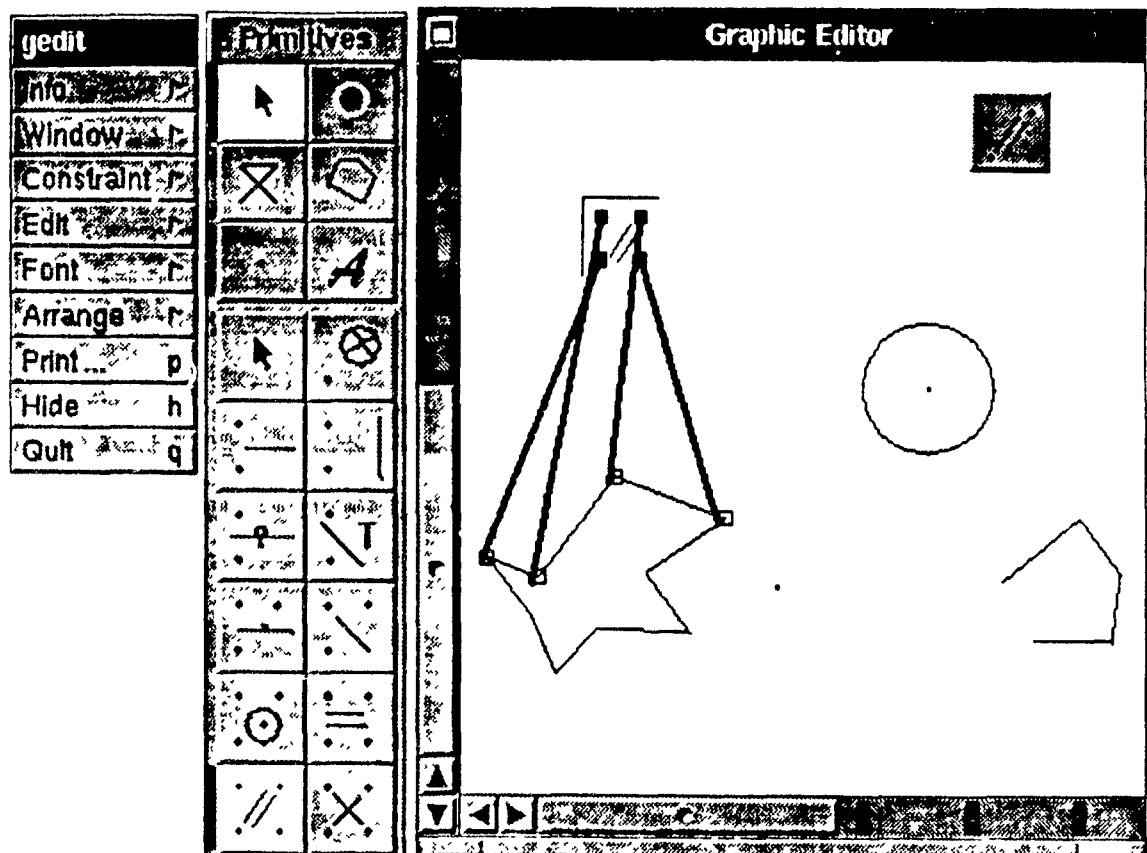 gedit
Info
Window
Constraint
Edit
Font
Arrange
Print ... p
Hide h
Quit q
Primitives
A
T
Graphic Editor